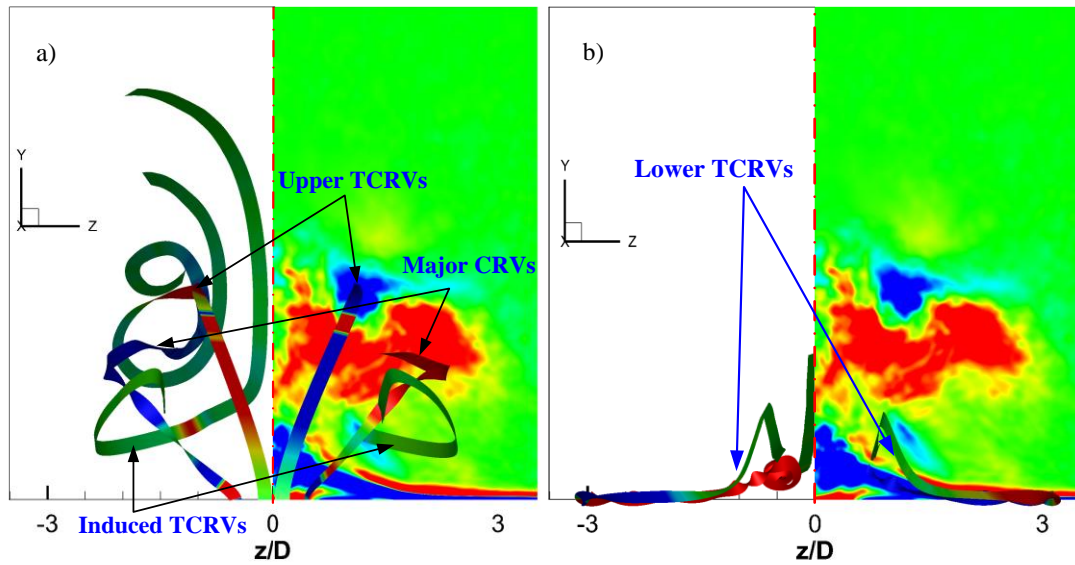 a)
Y
X Z
Upper TCRVs
Major CRVs
Induced TCRVs
-3 0 3
z/D
b)
Y
X Z
Lower TCRVs
-3 0 3
z/D